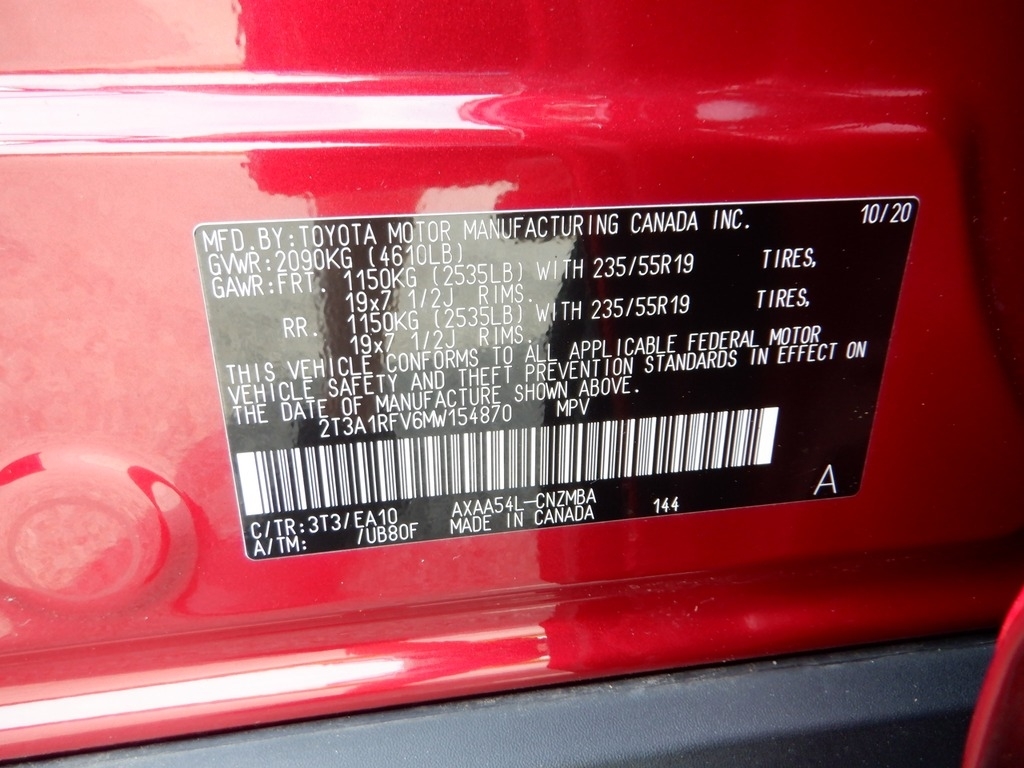 MFD.BY:TOYOTA MOTOR MANUFACTURING CANADA INC. 10/20
GVWR:2090KG (4610LB)
GAWR:FRT. 1150KG (2535LB) WITH 235/55R19 TIRES,
19x7 1/2J RIMS.
RR. 1150KG (2535LB) WITH 235/55R19 TIRES,
19x7 1/2J RIMS.
THIS VEHICLE CONFORMS TO ALL APPLICABLE FEDERAL MOTOR
VEHICLE SAFETY AND THEFT PREVENTION STANDARDS IN EFFECT ON
THE DATE OF MANUFACTURE SHOWN ABOVE.
2T3A1RFV6MW154870 MPV
A
C/TR:3T3/EA10 AXAA54L-CNZMBA 144
A/TM: /UB80F MADE IN CANADA